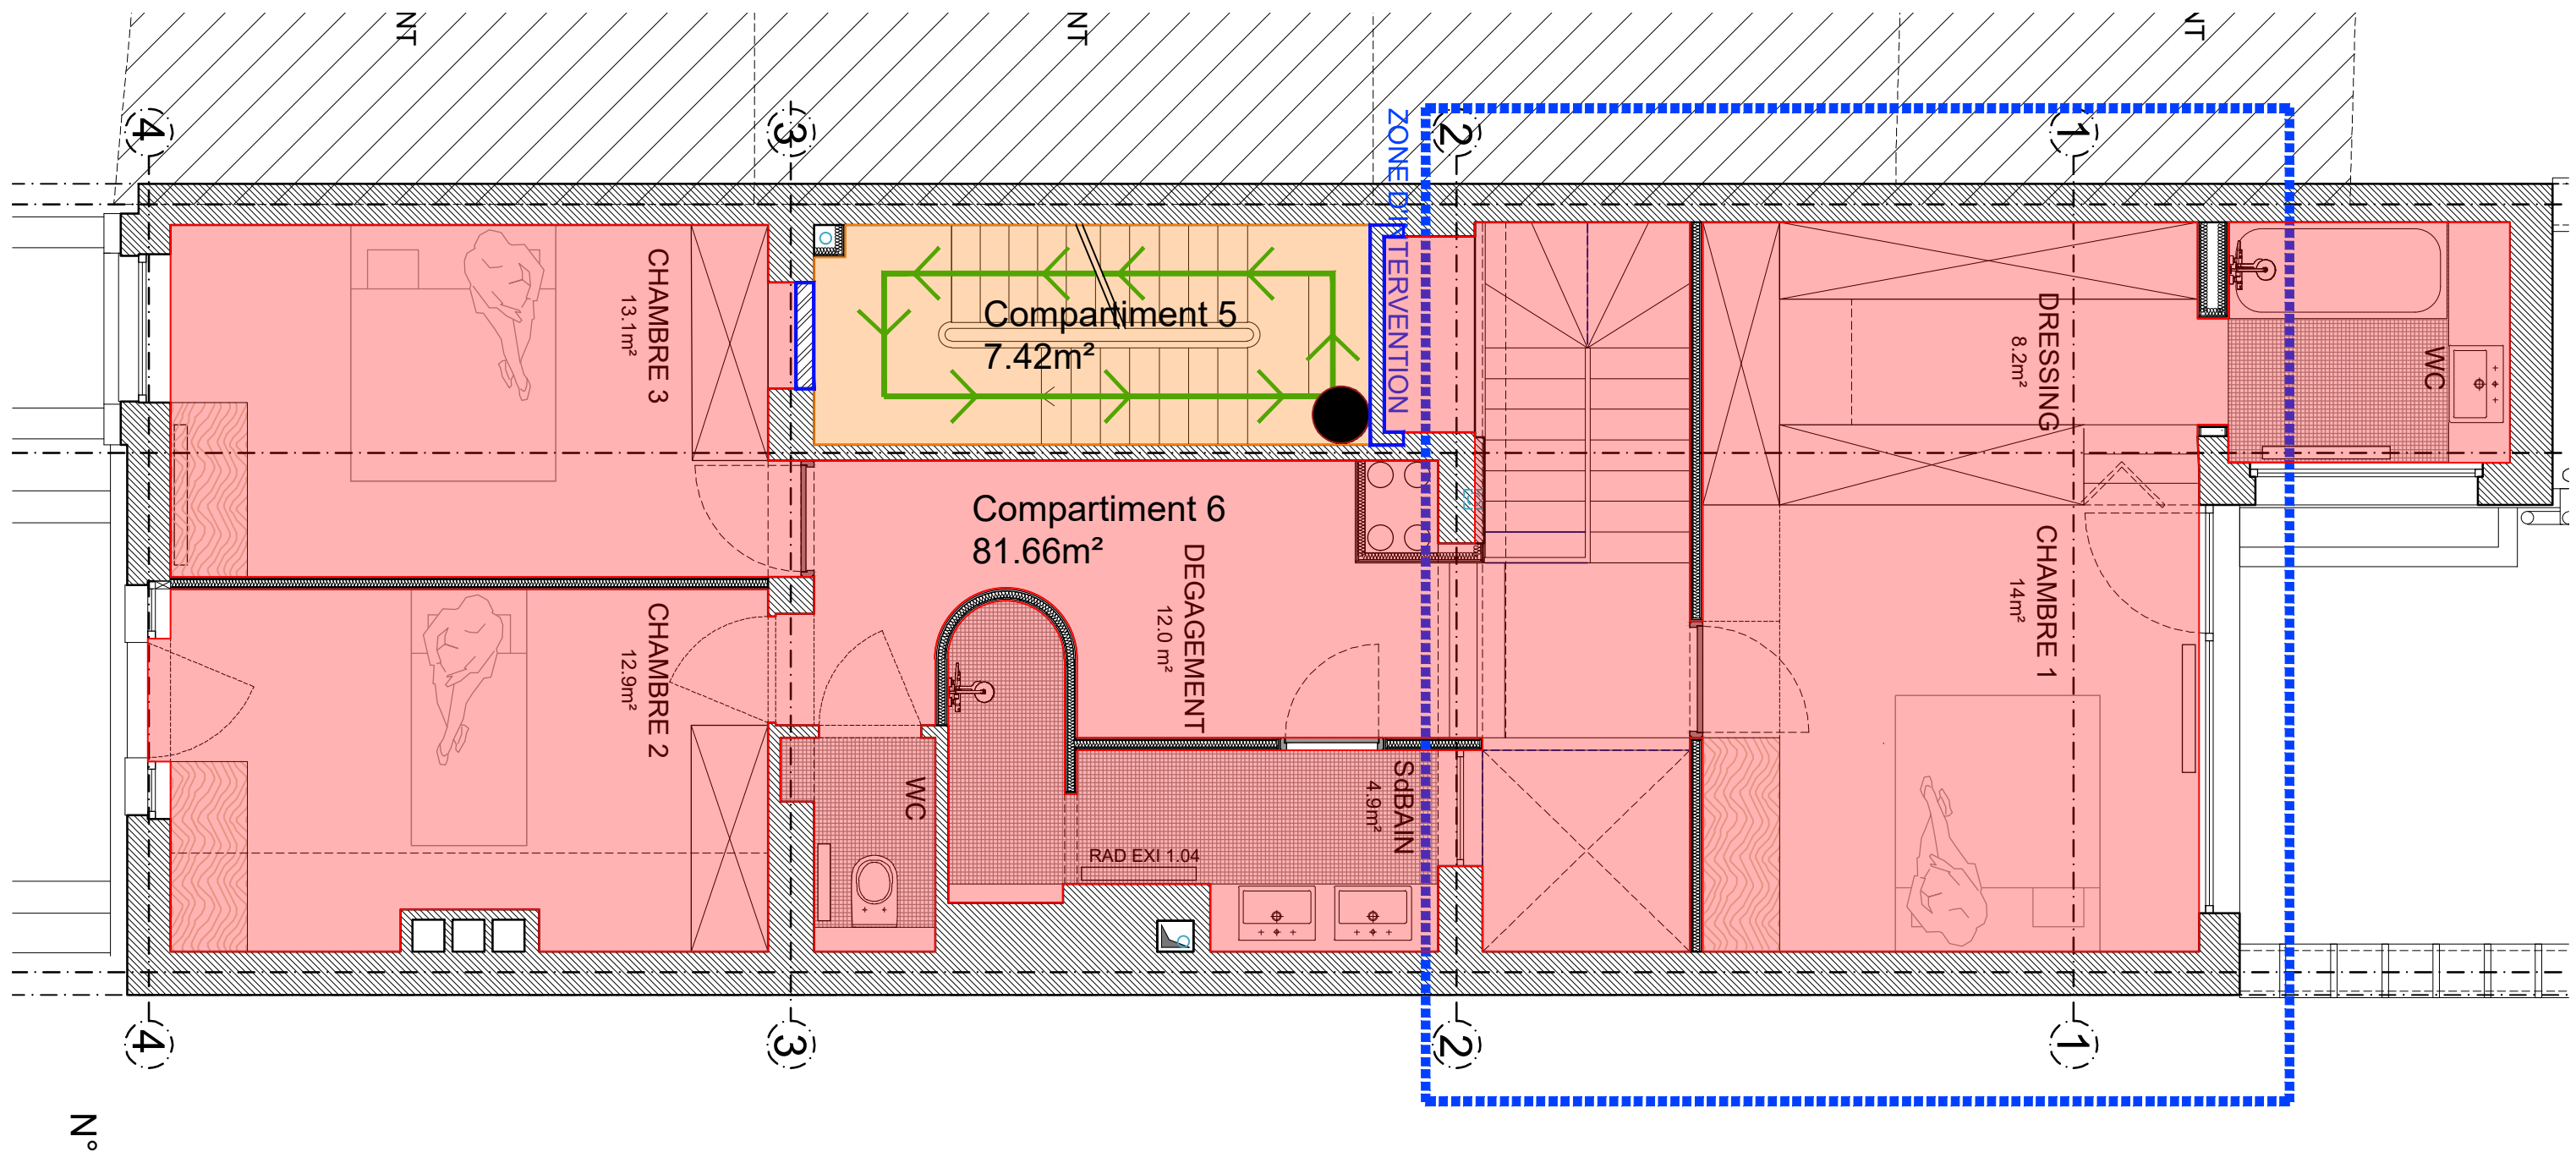 NT
NT
NT
4
3
2
1
ZONE D'INTERVENTION
CHAMBRE 3
13.1m²
Compartiment 5
7.42m²
DRESSING
8.2m²
WC
Compartiment 6
81.66m²
DEGAGEMENT
12.0 m²
CHAMBRE 1
14m²
CHAMBRE 2
12.9m²
WC
SdBAIN
4.9m²
RAD EXI 1.04
4
3
2
1
N°